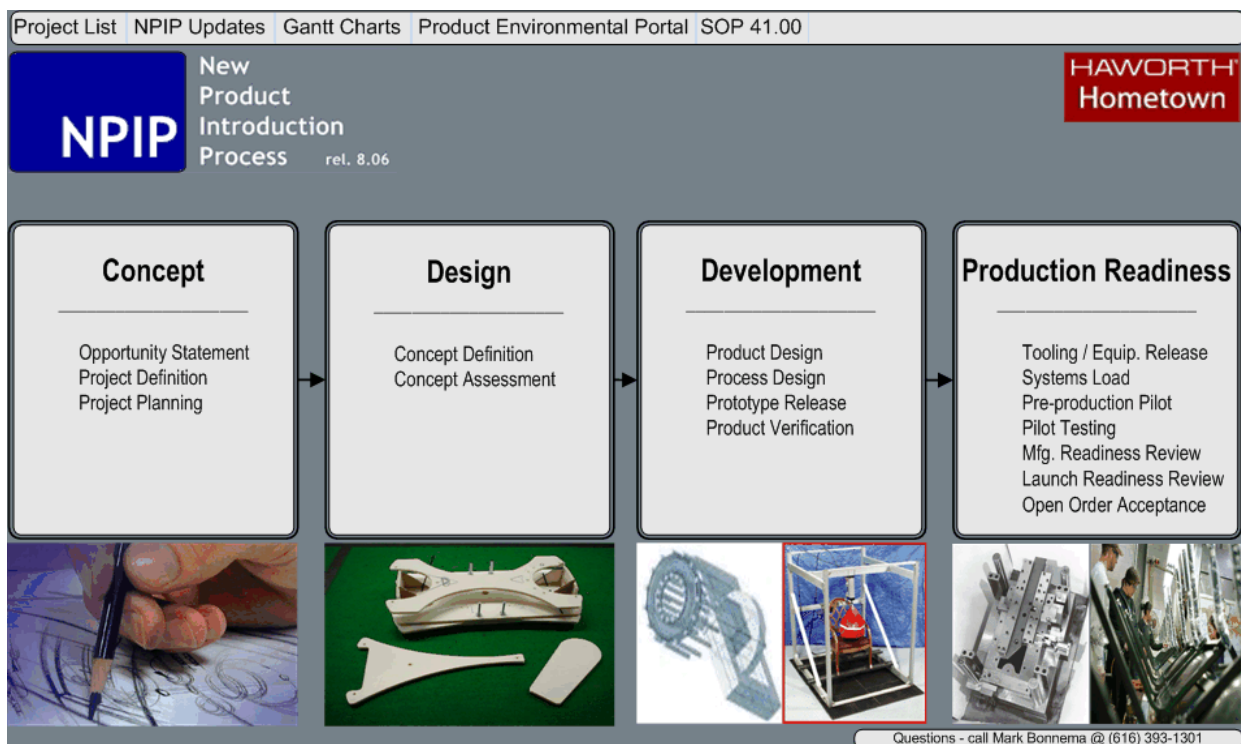 Project List NPIP Updates Gantt Charts Product Environmental Portal SOP 41.00
NPIP
New
Product
Introduction
Process rel. 8.06
HAWORTH
Hometown
Concept
Opportunity Statement
Project Definition
Project Planning
Design
Concept Definition
Concept Assessment
Development
Product Design
Process Design
Prototype Release
Product Verification
Production Readiness
Tooling / Equip. Release
Systems Load
Pre-production Pilot
Pilot Testing
Mfg. Readiness Review
Launch Readiness Review
Open Order Acceptance
Questions - call Mark Bonnema @ (616) 393-1301